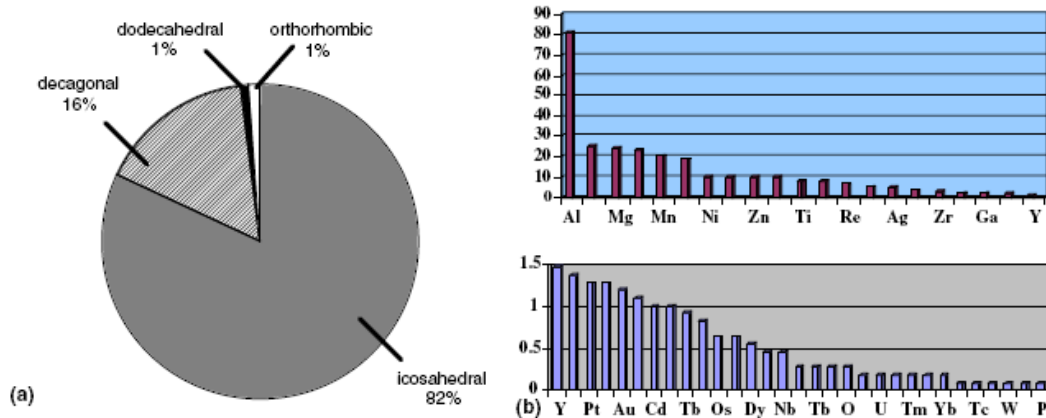 dodecahedral
1%
orthorhombic
1%
decagonal
16%
icosahedral
82%
(a)
90
80
70
60
50
40
30
20
10
0
Al Mg Mn Ni Zn Ti Re Ag Zr Ga Y
1.5
1
0.5
0
Y Pt Au Cd Tb Os Dy Nb Tb O U Tm Yb Tc W P
(b)